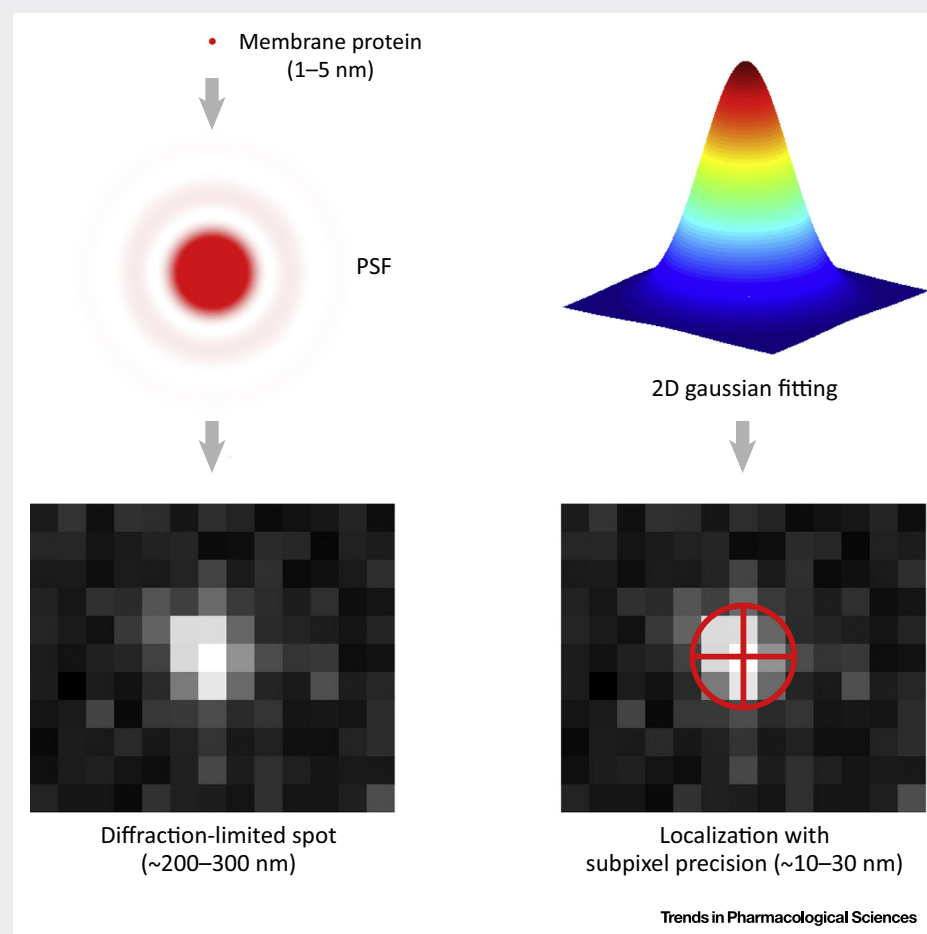 Membrane protein
(1–5 nm)
PSF
2D gaussian fitting
Diffraction-limited spot
(~200–300 nm)
Localization with
subpixel precision (~10–30 nm)
Trends in Pharmacological Sciences